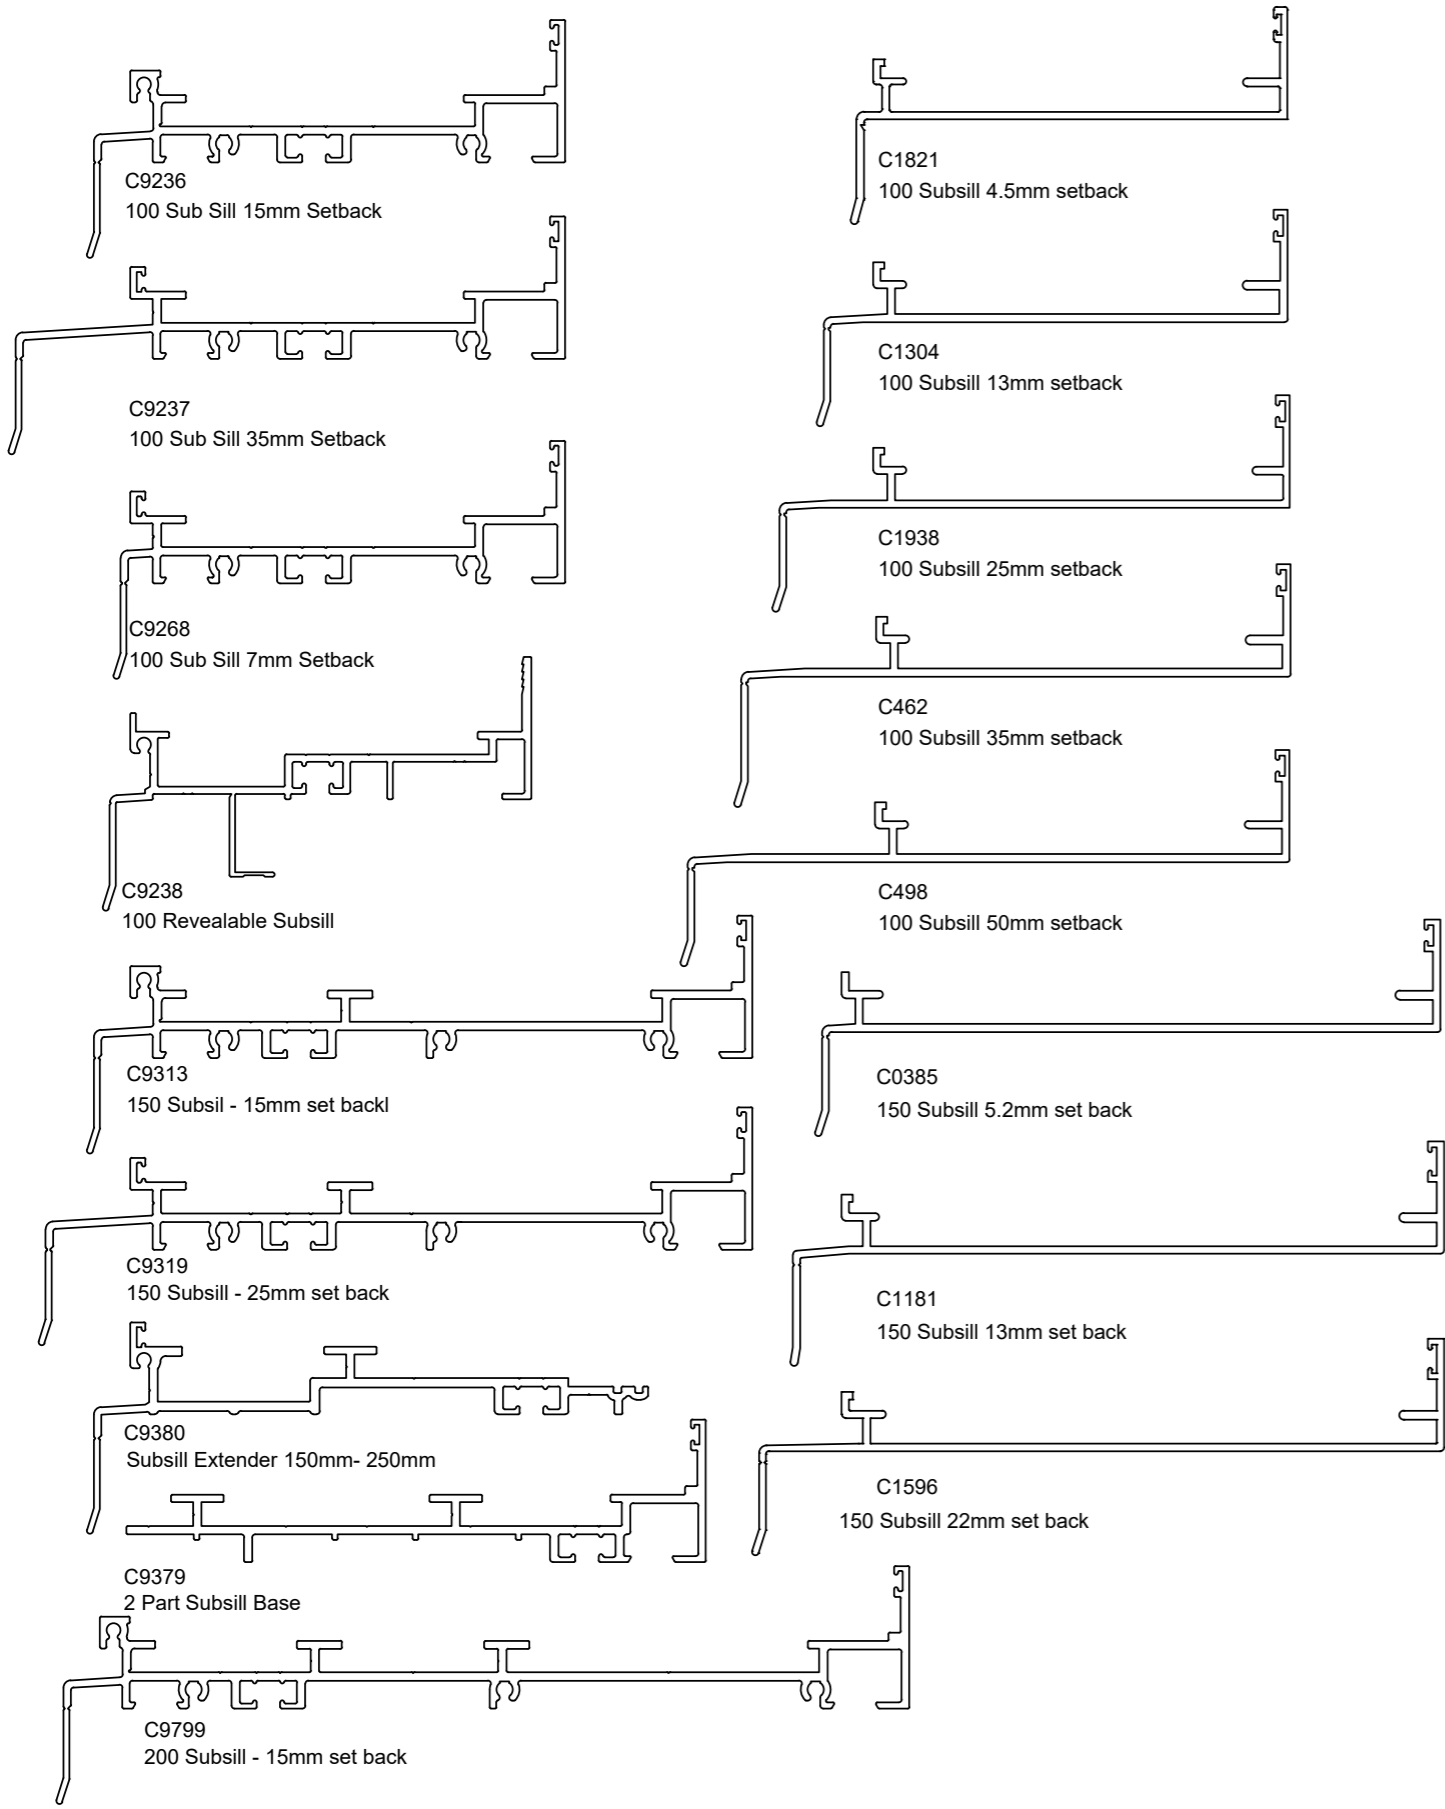 C9236
100 Sub Sill 15mm Setback
C9237
100 Sub Sill 35mm Setback
C9268
100 Sub Sill 7mm Setback
C9238
100 Revealable Subsill
C9313
150 Subsil - 15mm set backl
C9319
150 Subsill - 25mm set back
C9380
Subsill Extender 150mm- 250mm
C9379
2 Part Subsill Base
C9799
200 Subsill - 15mm set back
C1821
100 Subsill 4.5mm setback
C1304
100 Subsill 13mm setback
C1938
100 Subsill 25mm setback
C462
100 Subsill 35mm setback
C498
100 Subsill 50mm setback
C0385
150 Subsill 5.2mm set back
C1181
150 Subsill 13mm set back
C1596
150 Subsill 22mm set back